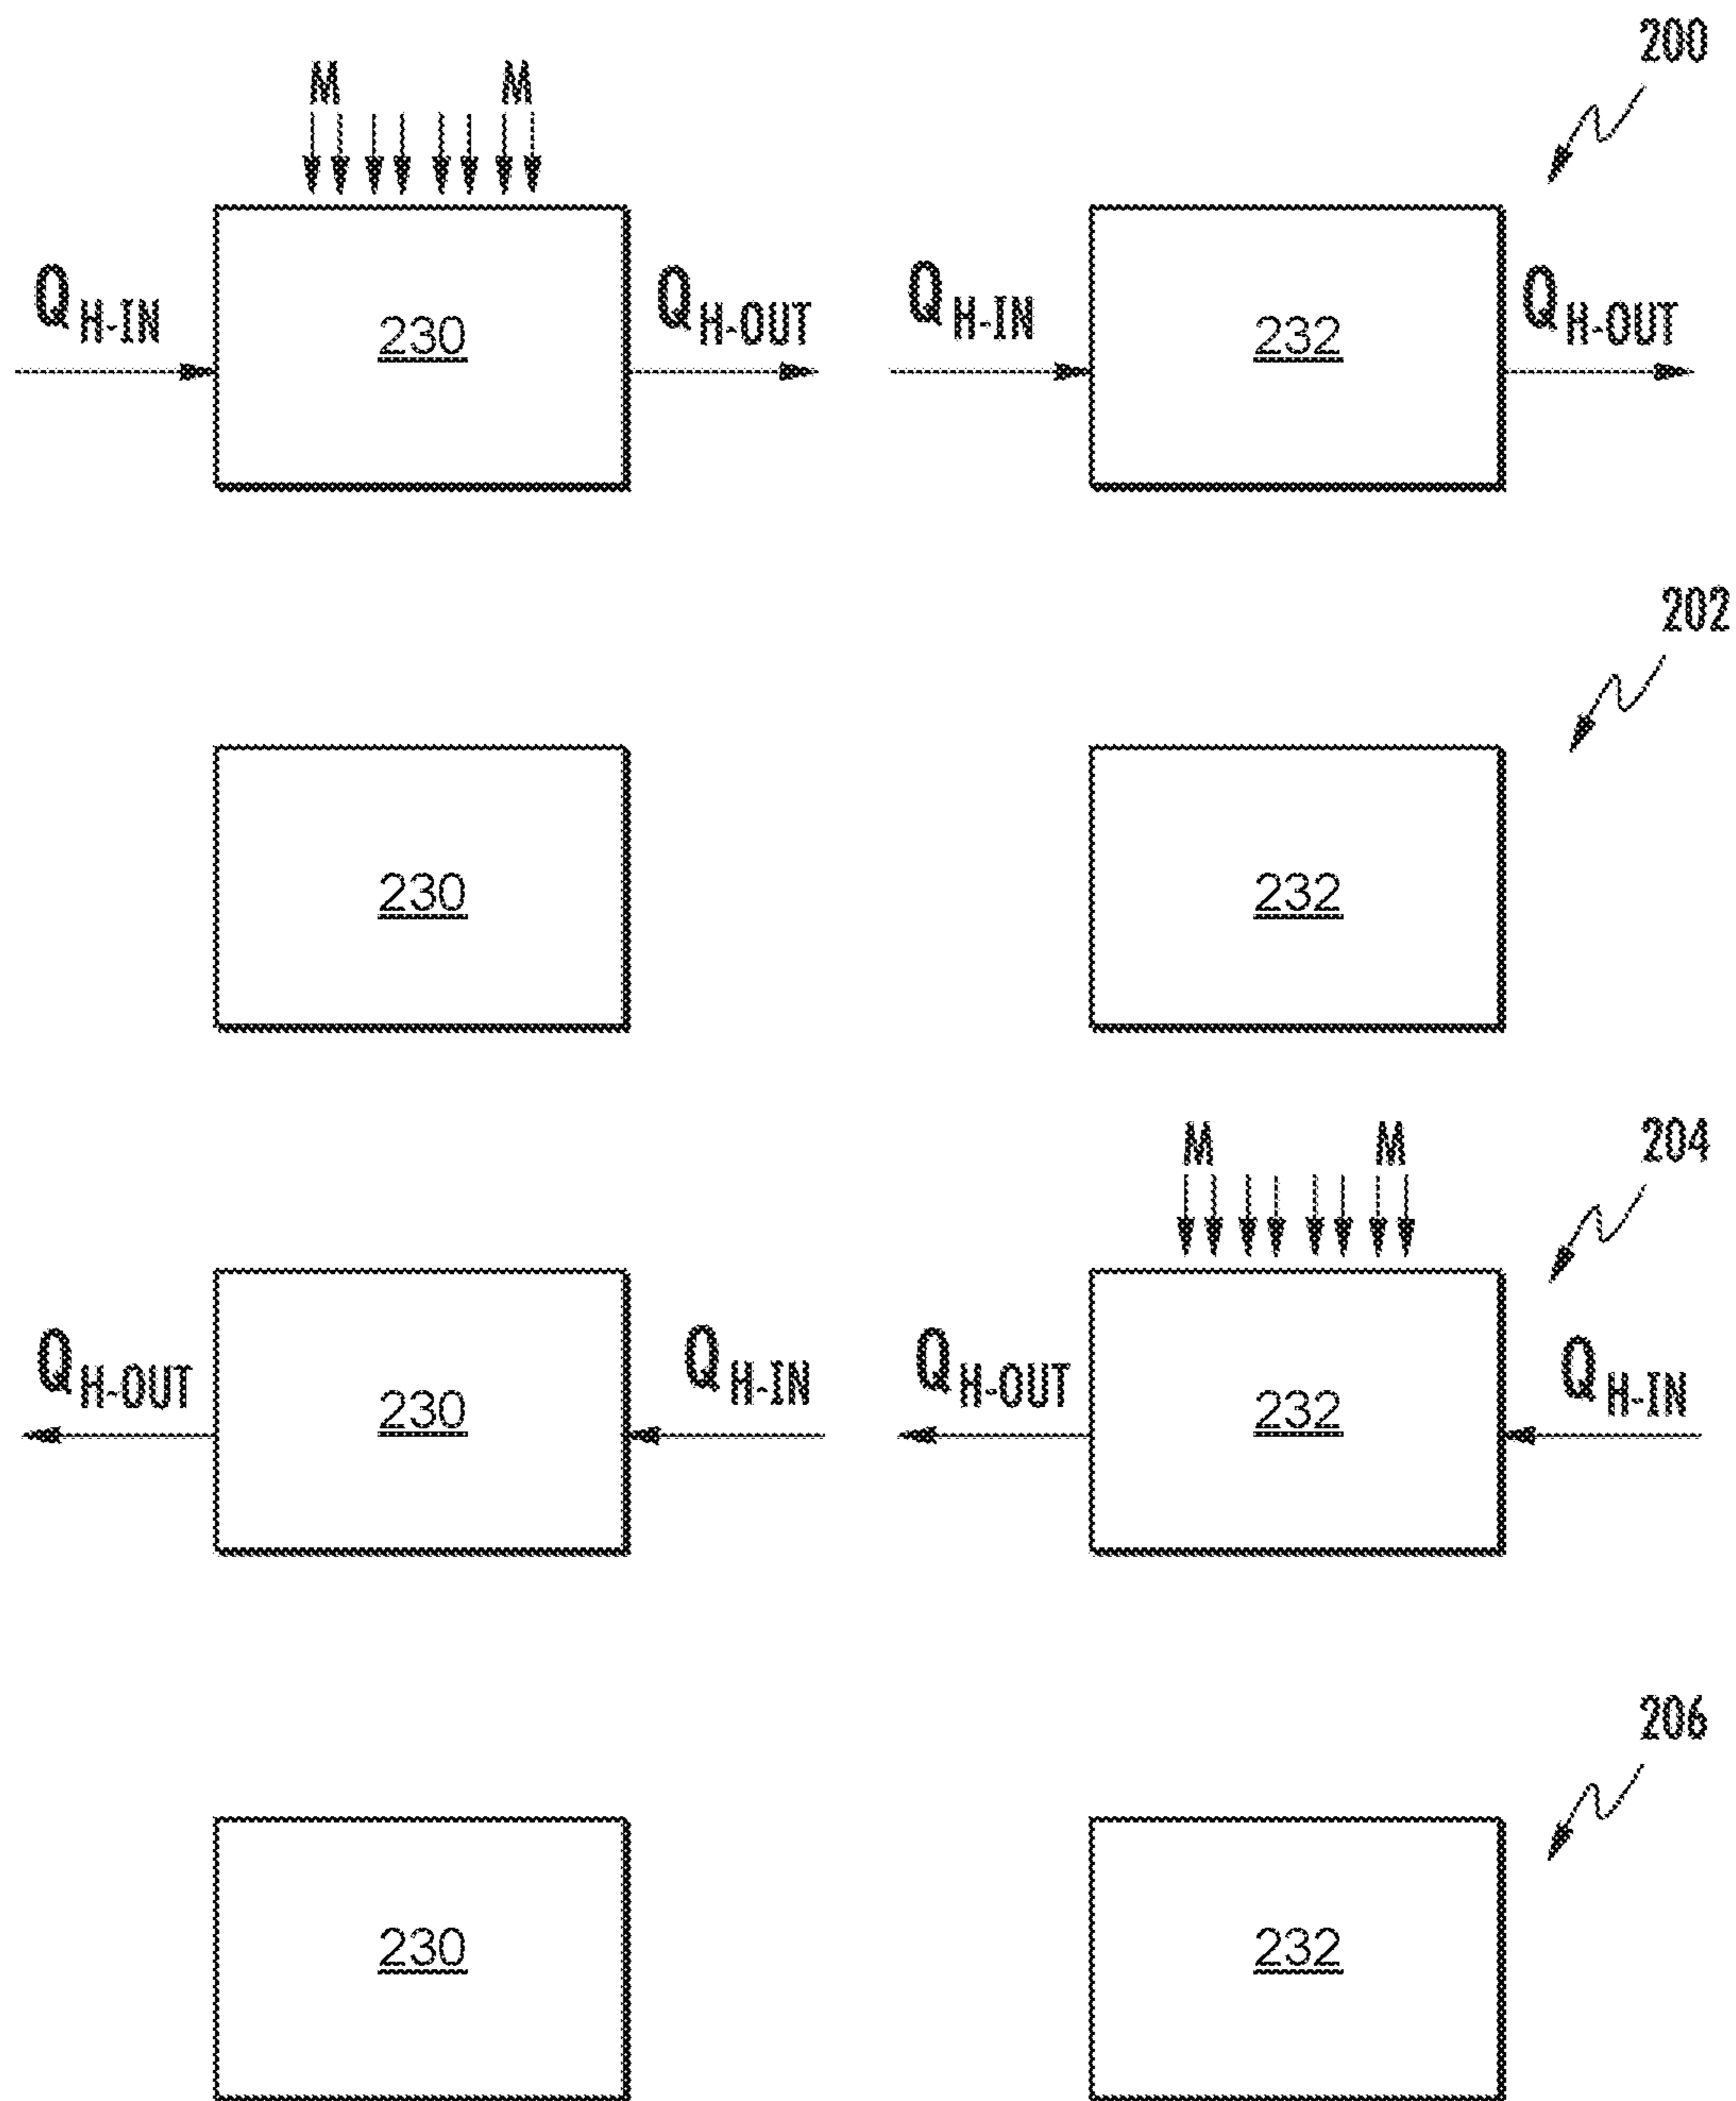 200
M M
Q H-IN 230 Q H-OUT Q H-IN 232 Q H-OUT
202
230 232
M M 204
Q H-OUT 230 Q H-IN Q H-OUT 232 Q H-IN
206
230 232